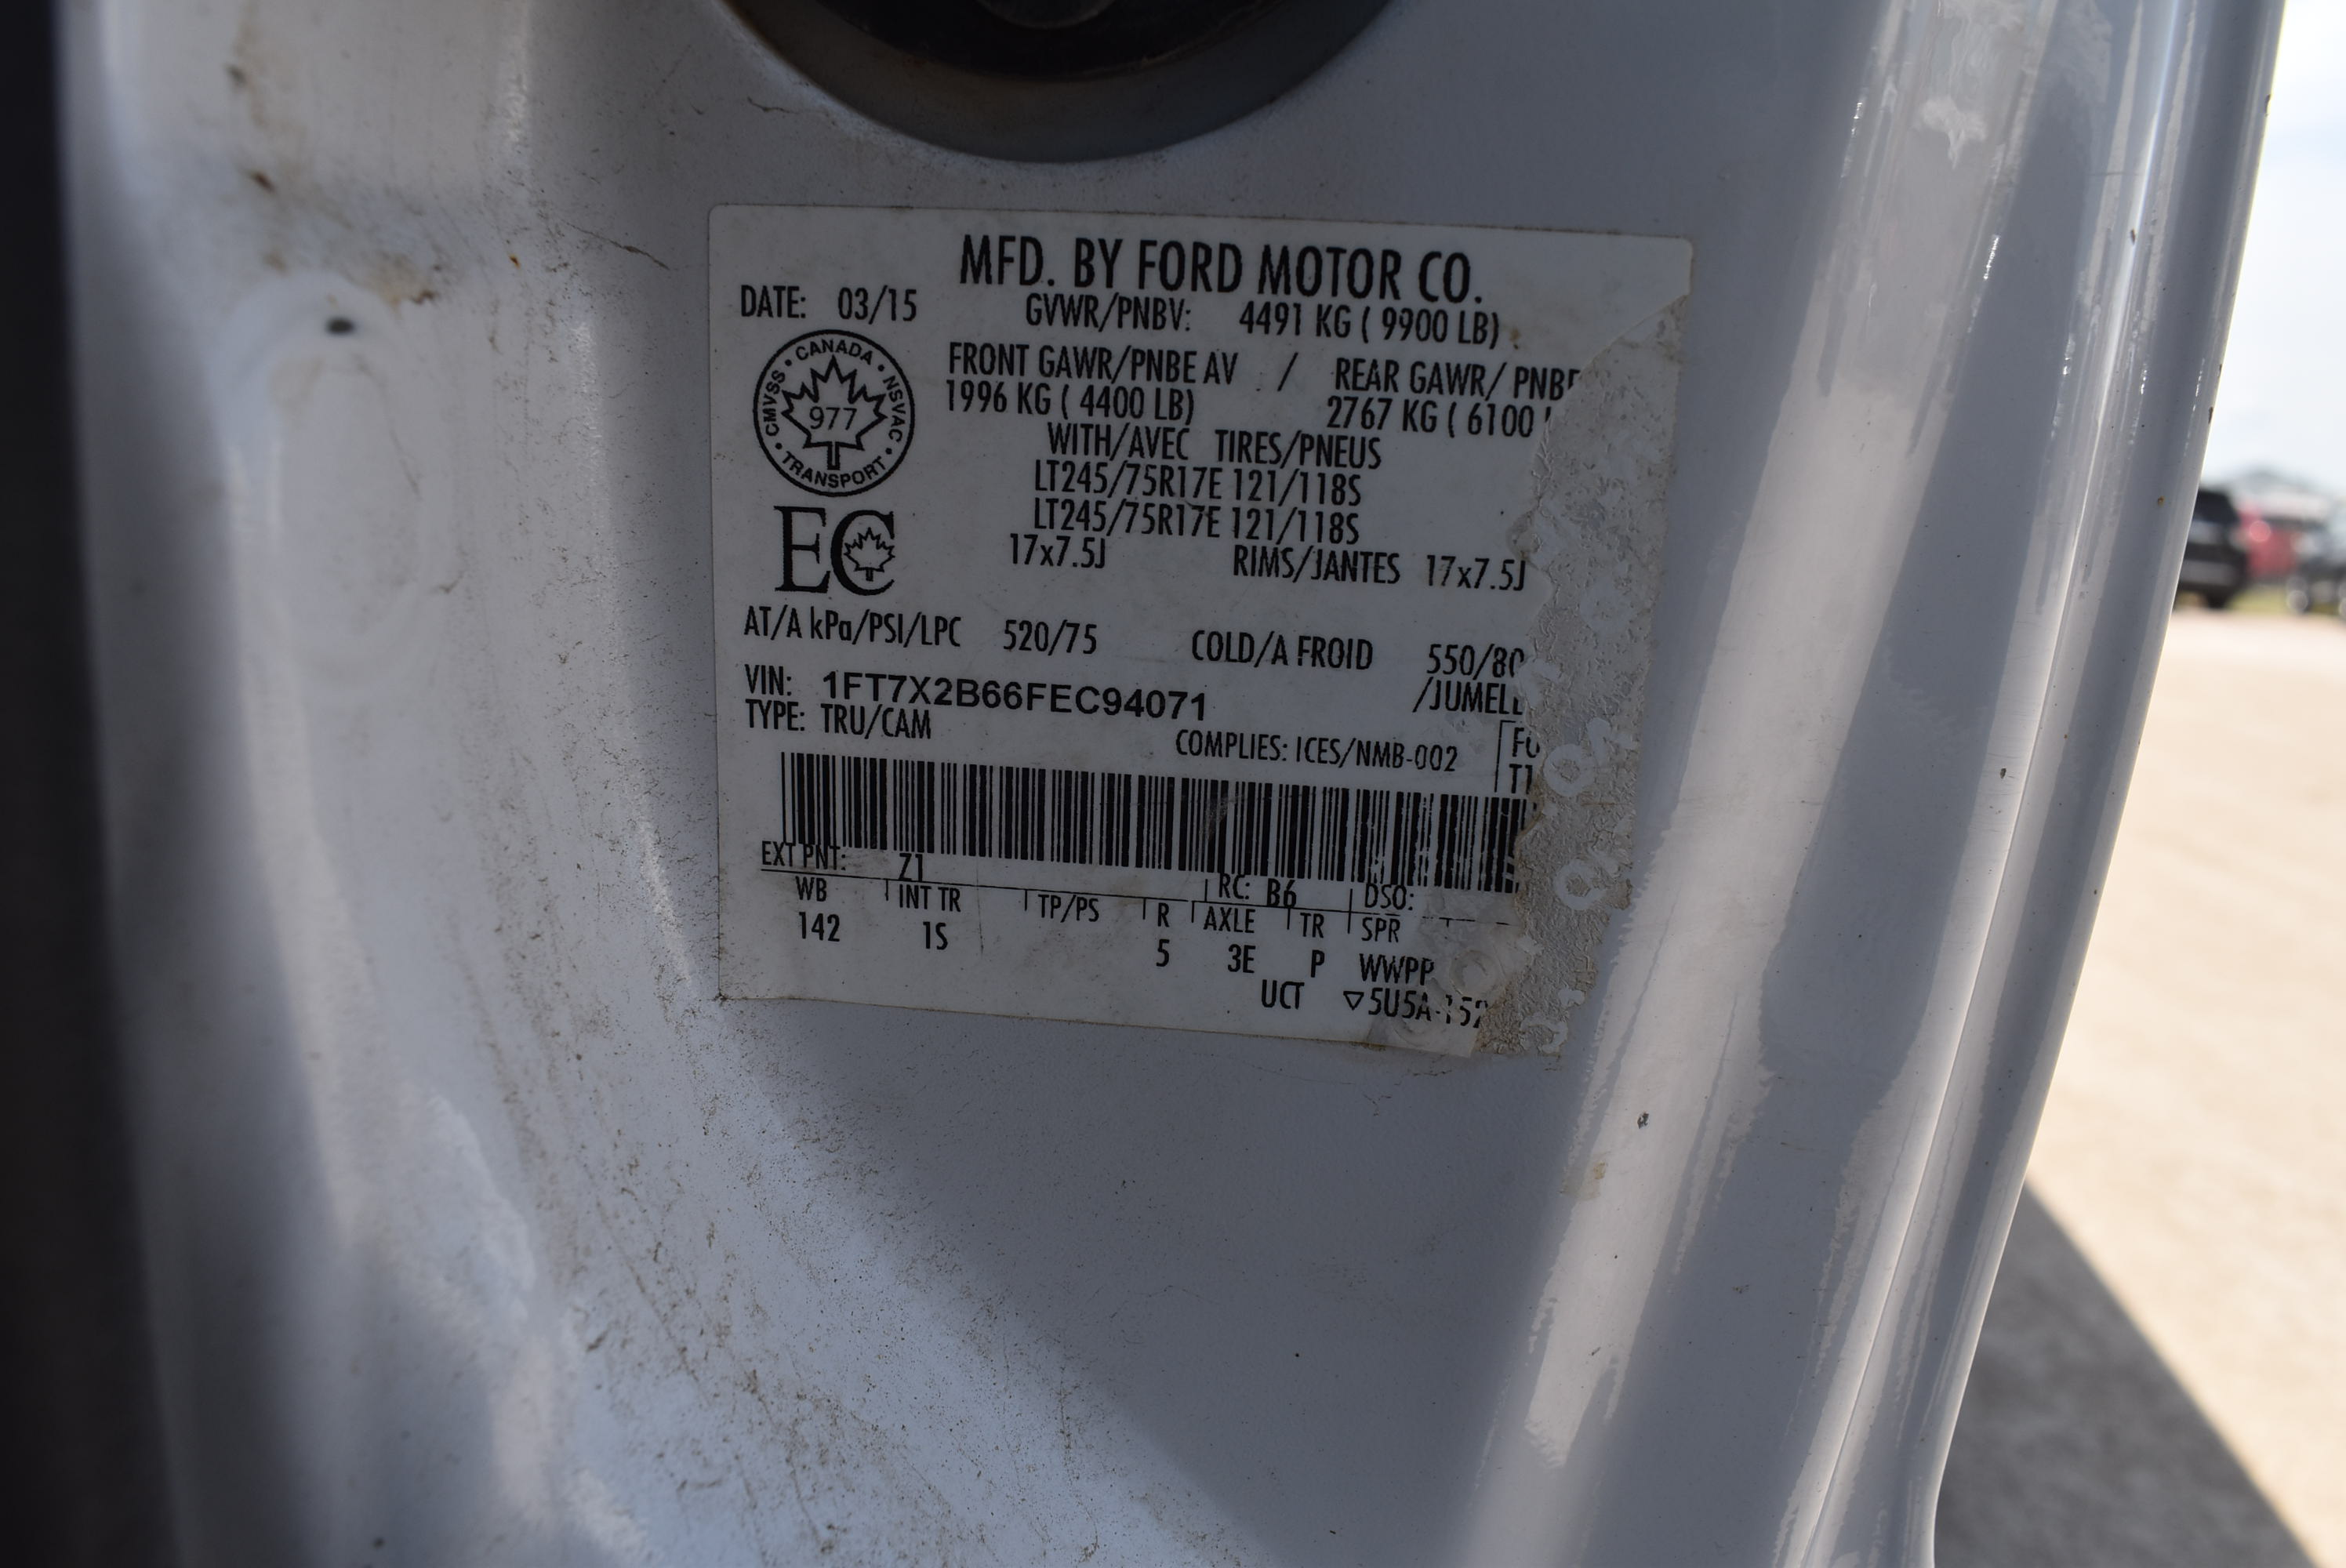 MFD. BY FORD MOTOR CO.
DATE: 03/15 GVWR/PNBV: 4491 KG ( 9900 LB)
CANADA · NSVAC · TRANSPORT · CMVSS ·
977
FRONT GAWR/PNBE AV / REAR GAWR/ PNBE
1996 KG ( 4400 LB) 2767 KG ( 6100
WITH/AVEC TIRES/PNEUS
LT245/75R17E 121/118S
LT245/75R17E 121/118S
EC
17x7.5J RIMS/JANTES 17x7.5J
AT/A kPa/PSI/LPC 520/75 COLD/A FROID 550/80
VIN: 1FT7X2B66FEC94071 /JUMEL
TYPE: TRU/CAM
COMPLIES: ICES/NMB-002
EXT PNT: Z1 RC: B6 DSO:
WB INT TR TP/PS R AXLE TR SPR
142 1S 5 3E P WWPP
UCT ▽5U5A-152